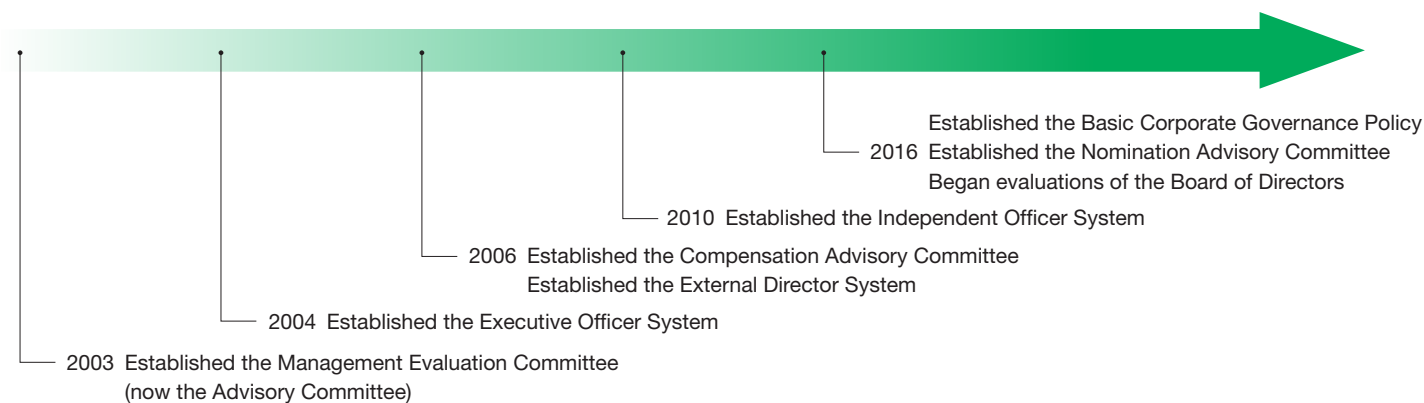 Established the Basic Corporate Governance Policy
2016 Established the Nomination Advisory Committee
Began evaluations of the Board of Directors
2010 Established the Independent Officer System
2006 Established the Compensation Advisory Committee
Established the External Director System
2004 Established the Executive Officer System
2003 Established the Management Evaluation Committee
(now the Advisory Committee)